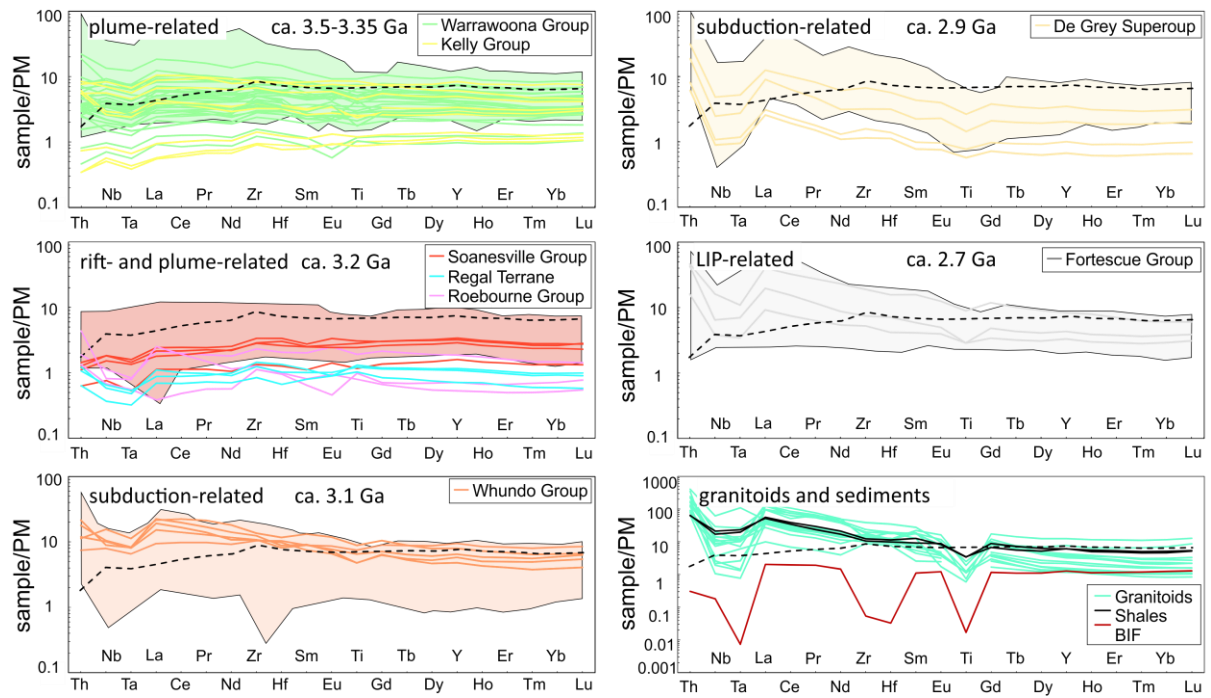 plume-related ca. 3.5-3.35 Ga
Warrawoona Group
Kelly Group
sample/PM
100
10
1
0.1
Nb La Pr Zr Sm Ti Tb Y Er Yb
Th Ta Ce Nd Hf Eu Gd Dy Ho Tm Lu
subduction-related ca. 2.9 Ga
De Grey Superoup
sample/PM
100
10
1
0.1
Nb La Pr Zr Sm Ti Tb Y Er Yb
Th Ta Ce Nd Hf Eu Gd Dy Ho Tm Lu
rift- and plume-related ca. 3.2 Ga
Soanesville Group
Regal Terrane
Roebourne Group
sample/PM
100
10
1
0.1
Nb La Pr Zr Sm Ti Tb Y Er Yb
Th Ta Ce Nd Hf Eu Gd Dy Ho Tm Lu
LIP-related ca. 2.7 Ga
Fortescue Group
sample/PM
100
10
1
0.1
Nb La Pr Zr Sm Ti Tb Y Er Yb
Th Ta Ce Nd Hf Eu Gd Dy Ho Tm Lu
subduction-related ca. 3.1 Ga
Whundo Group
sample/PM
100
10
1
0.1
Nb La Pr Zr Sm Ti Tb Y Er Yb
Th Ta Ce Nd Hf Eu Gd Dy Ho Tm Lu
granitoids and sediments
Granitoids
Shales
BIF
sample/PM
1000
100
10
1
0.1
0.01
0.001
Nb La Pr Zr Sm Ti Tb Y Er Yb
Th Ta Ce Nd Hf Eu Gd Dy Ho Tm Lu